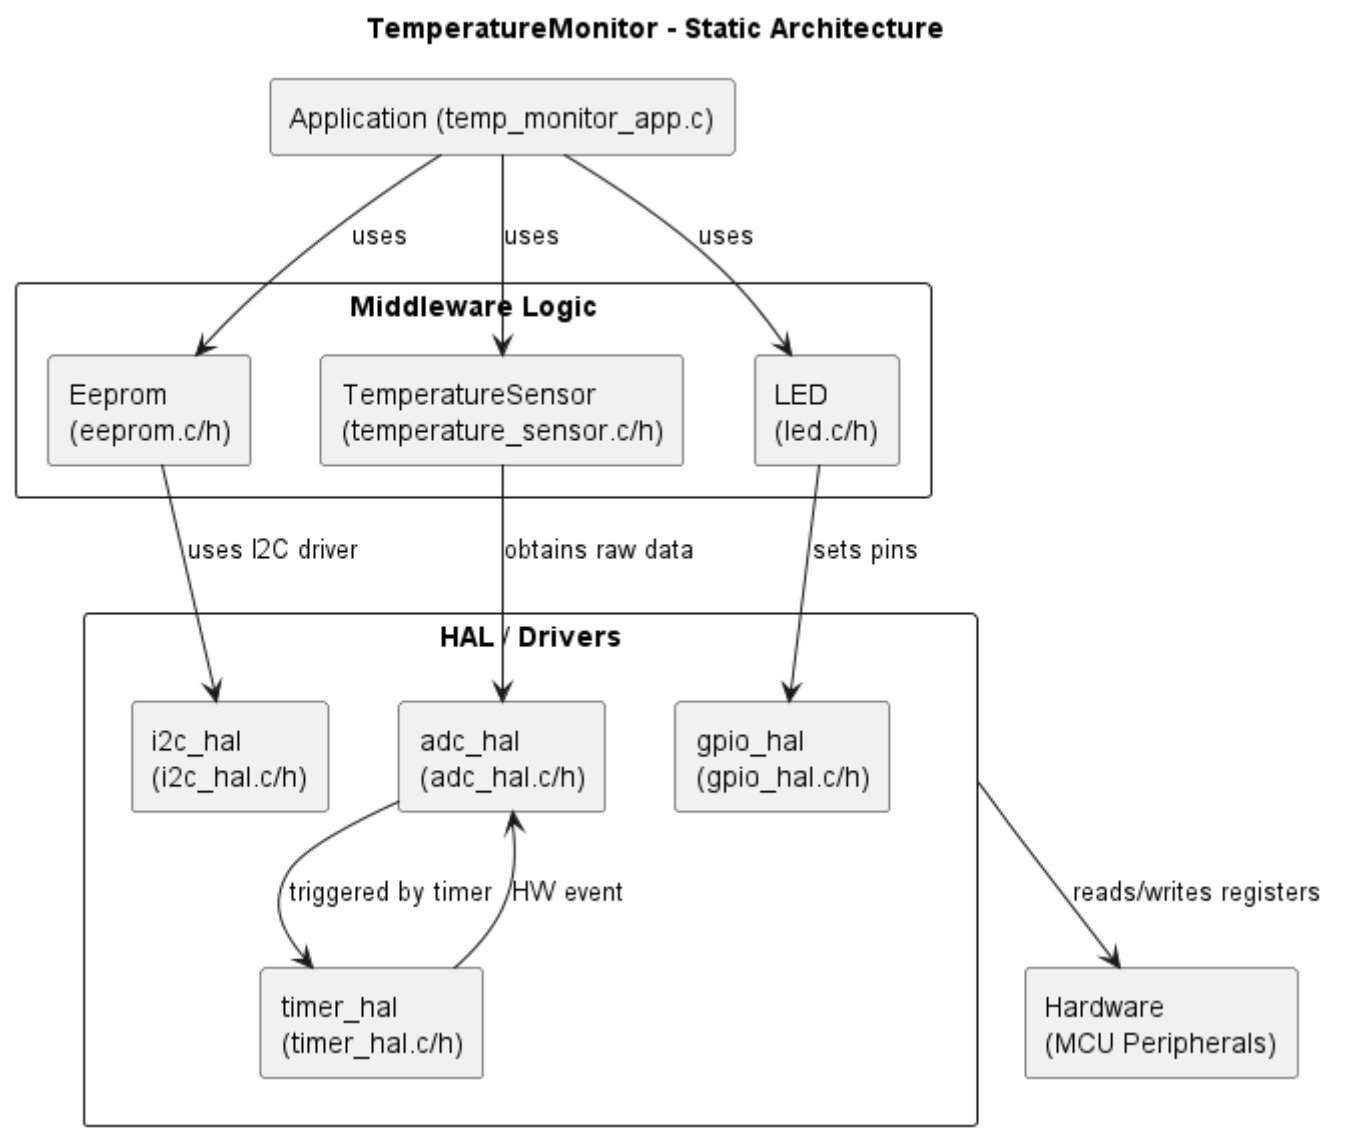 TemperatureMonitor - Static Architecture
Application (temp_monitor_app.c)
uses
uses
uses
Middleware Logic
Eeprom
(eeprom.c/h)
TemperatureSensor
(temperature_sensor.c/h)
LED
(led.c/h)
uses I2C driver
obtains raw data
sets pins
HAL / Drivers
i2c_hal
(i2c_hal.c/h)
adc_hal
(adc_hal.c/h)
gpio_hal
(gpio_hal.c/h)
triggered by timer
HW event
reads/writes registers
timer_hal
(timer_hal.c/h)
Hardware
(MCU Peripherals)